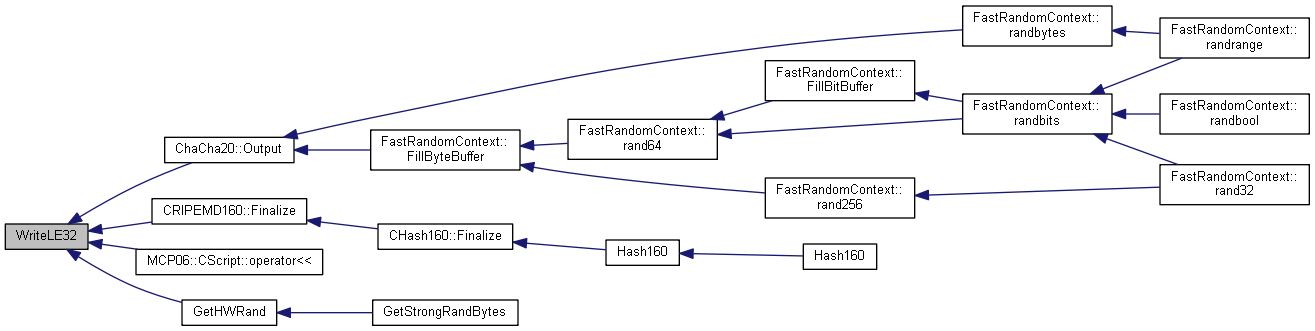 FastRandomContext::
randbytes
FastRandomContext::
randrange
FastRandomContext::
FillBitBuffer
FastRandomContext::
randbits
FastRandomContext::
randbool
ChaCha20::Output
FastRandomContext::
FillByteBuffer
FastRandomContext::
rand64
FastRandomContext::
rand256
FastRandomContext::
rand32
WriteLE32
CRIPEMD160::Finalize
CHash160::Finalize
Hash160
Hash160
MCP06::CScript::operator<<
GetHWRand
GetStrongRandBytes